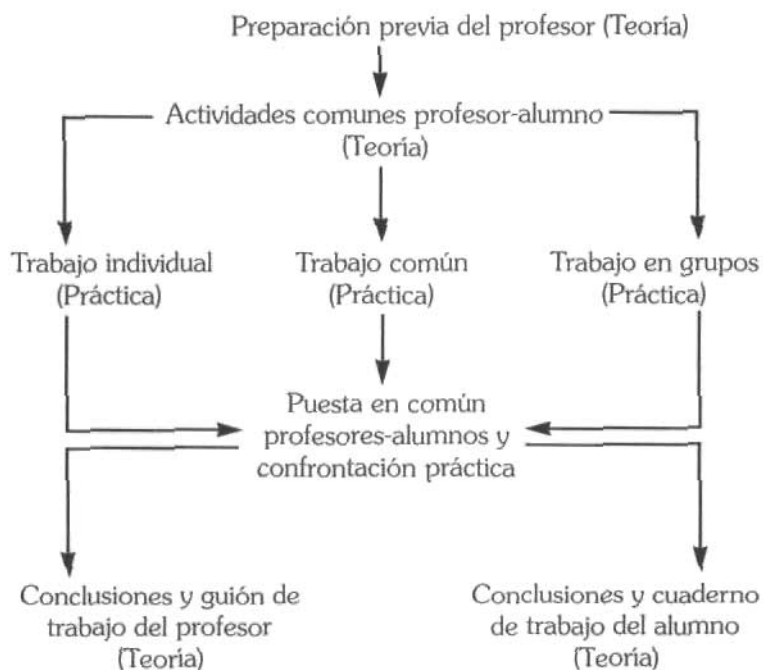 Preparación previa del profesor (Teoría)
Actividades comunes profesor-alumno
(Teoría)
Trabajo individual
(Práctica)
Trabajo común
(Práctica)
Trabajo en grupos
(Práctica)
Puesta en común
profesores-alumnos y
confrontación práctica
Conclusiones y guión de
trabajo del profesor
(Teoría)
Conclusiones y cuaderno
de trabajo del alumno
(Teoría)